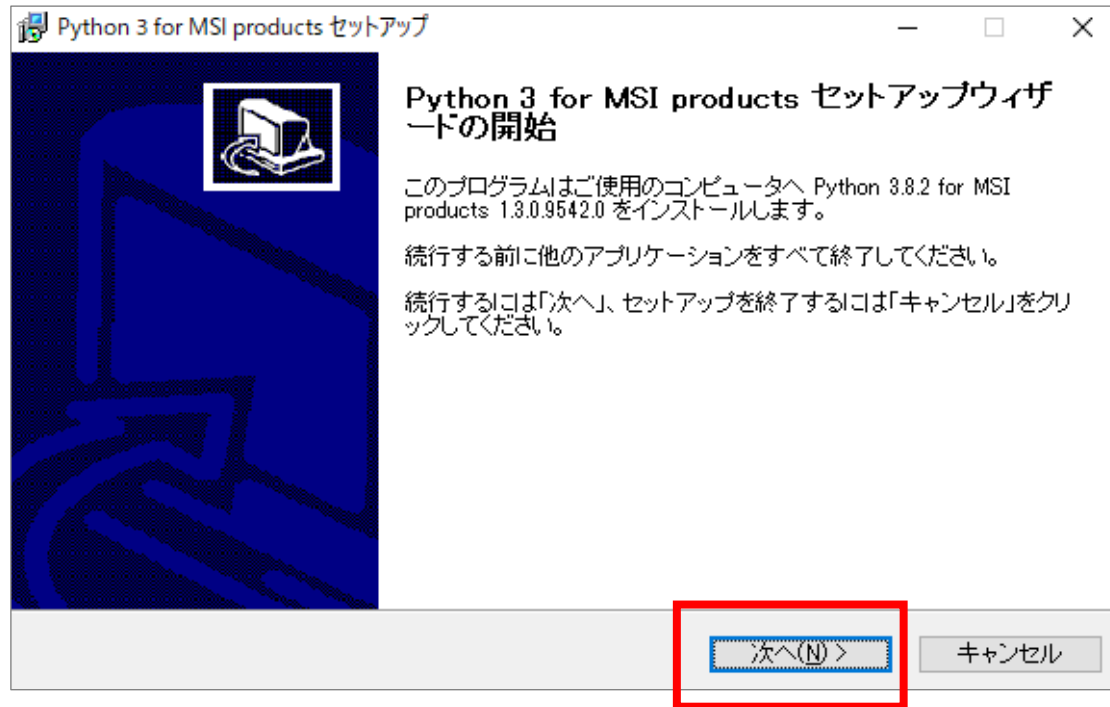 Python 3 for MSI products セットアップ
Python 3 for MSI products セットアップウィザ
ードの開始
このプログラムはご使用のコンピュータへ Python 3.8.2 for MSI
products 1.3.0.9542.0 をインストールします。
続行する前に他のアプリケーションをすべて終了してください。
続行するには「次へ」、セットアップを終了するには「キャンセル」をクリ
ックしてください。
次へ(N) >
キャンセル